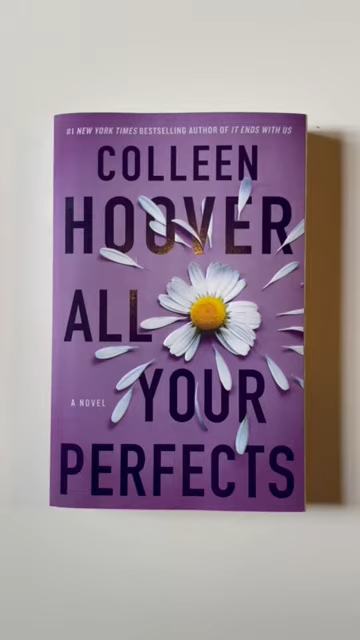 #1 NEW YORK TIMES BESTSELLING AUTHOR OF IT ENDS WITH US
COLLEEN
HOOVER
ALL
YOUR
A NOVEL
PERFECTS